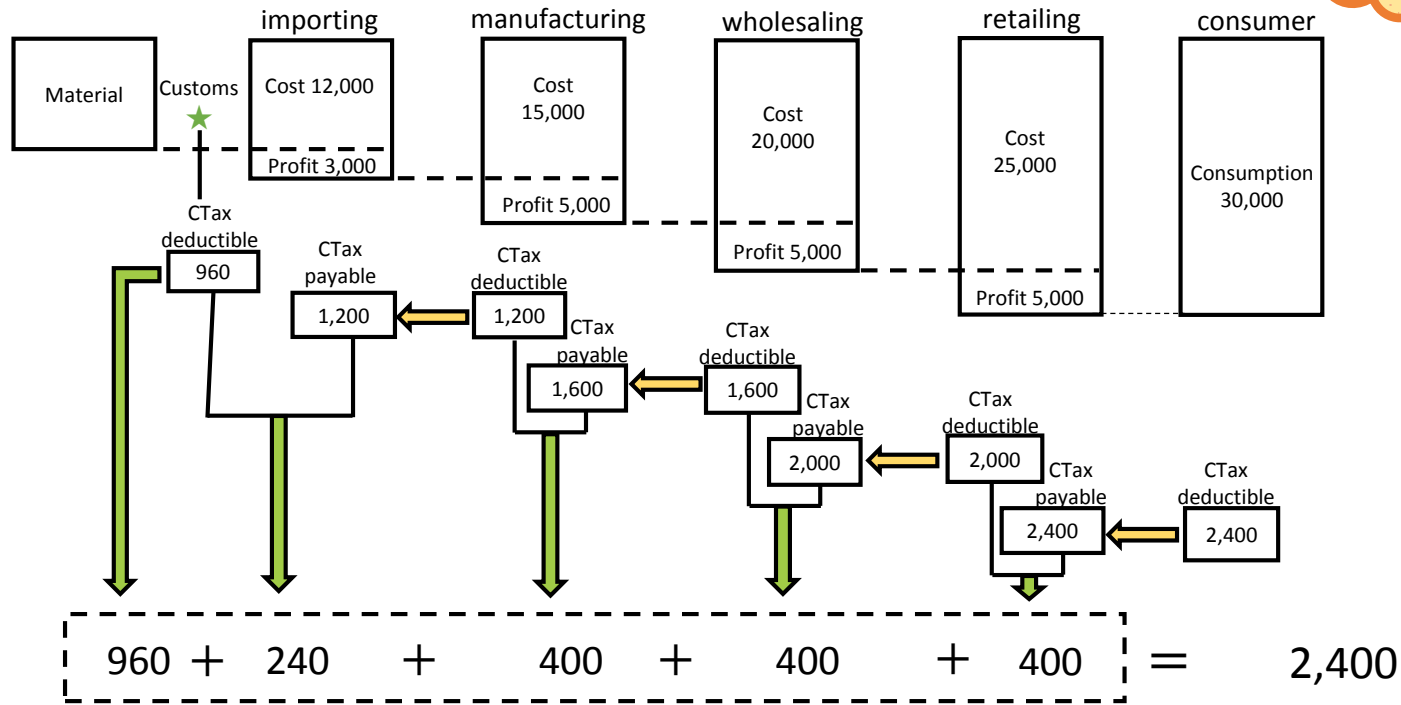 importing
manufacturing
wholesaling
retailing
consumer
Material
Customs
Cost 12,000
Profit 3,000
Cost
15,000
Profit 5,000
Cost
20,000
Profit 5,000
Cost
25,000
Profit 5,000
Consumption
30,000
CTax
deductible
960
CTax
payable
1,200
CTax
deductible
1,200
CTax
payable
1,600
CTax
deductible
1,600
CTax
payable
2,000
CTax
deductible
2,000
CTax
payable
2,400
CTax
deductible
2,400
960 + 240 + 400 + 400 + 400 = 2,400